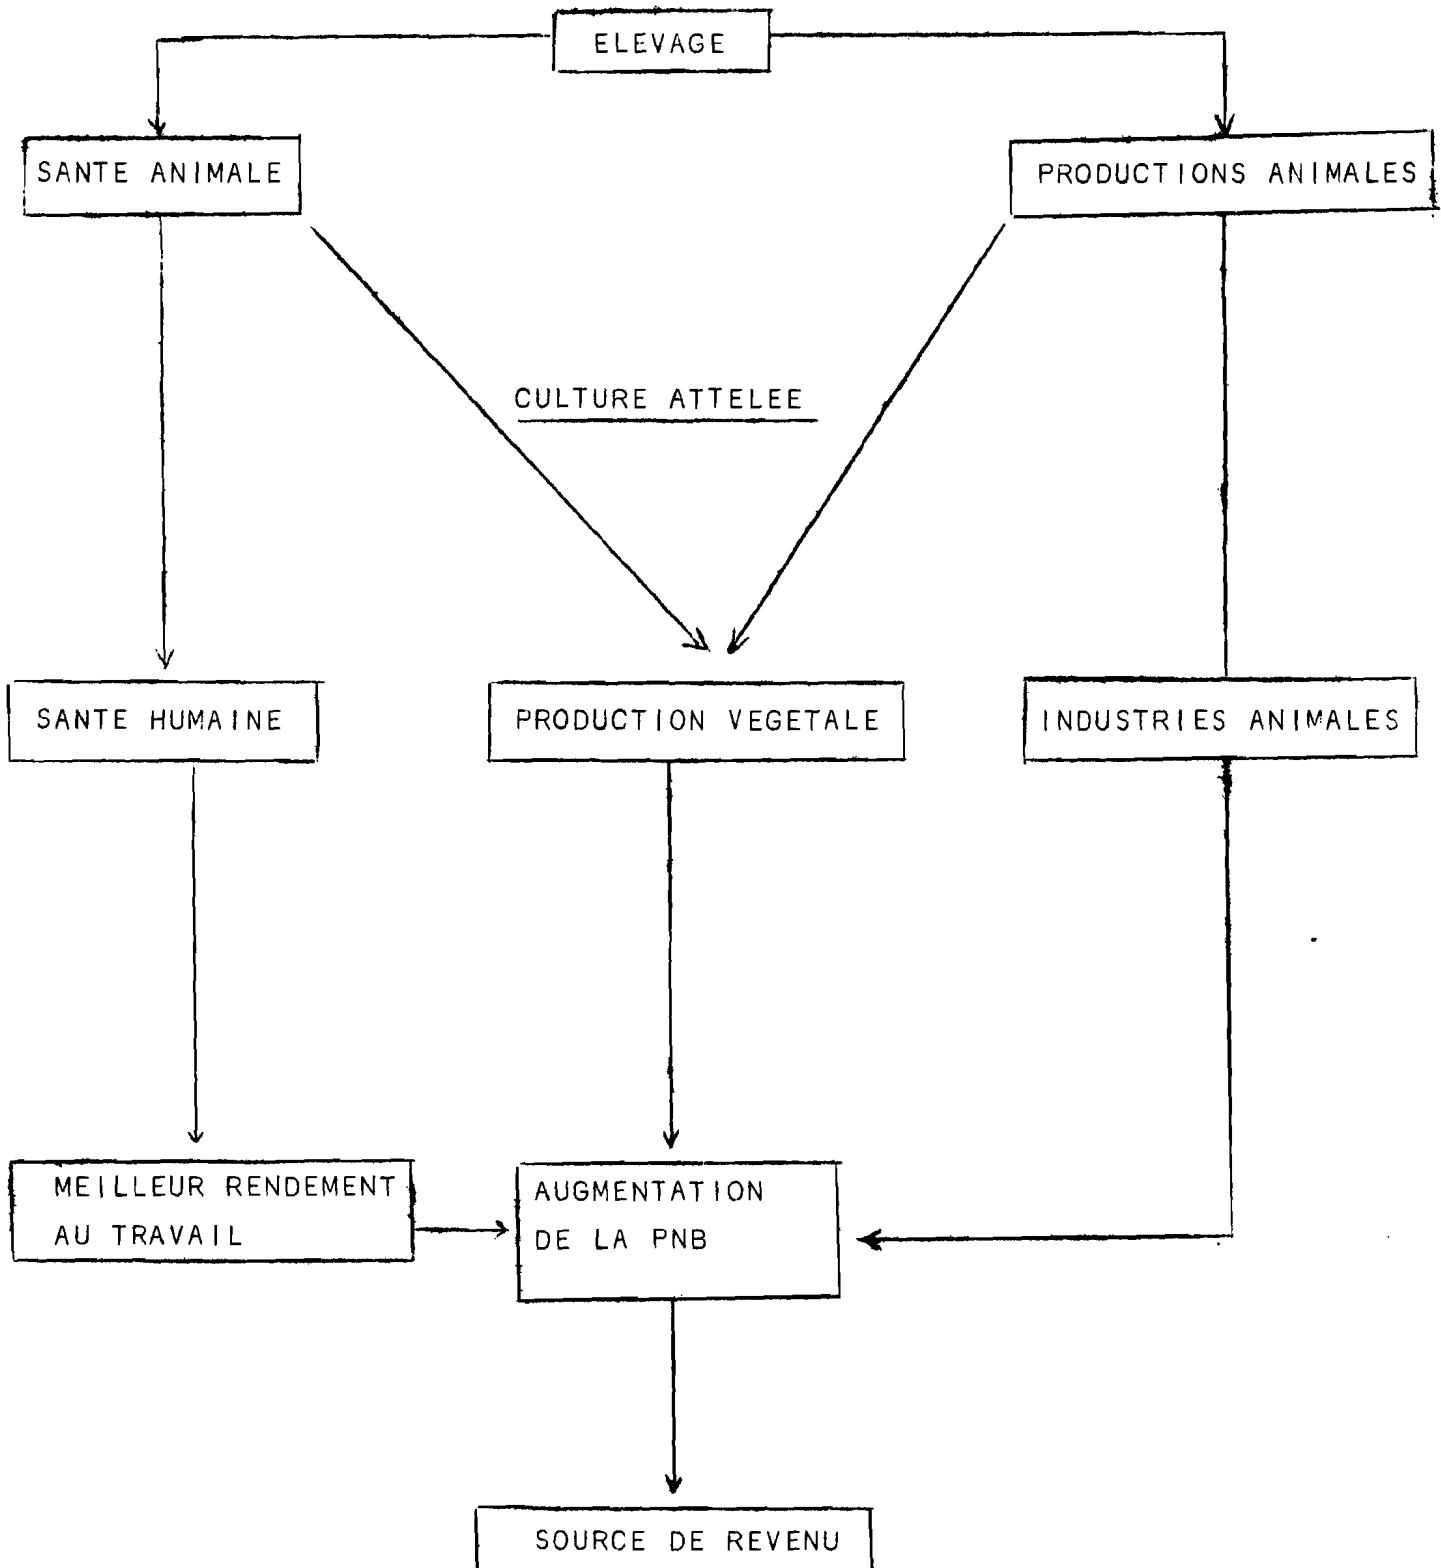 ELEVAGE
SANTE ANIMALE
PRODUCTIONS ANIMALES
CULTURE ATTELEE
SANTE HUMAINE
PRODUCTION VEGETALE
INDUSTRIES ANIMALES
MEILLEUR RENDEMENT
AU TRAVAIL
AUGMENTATION
DE LA PNB
SOURCE DE REVENU